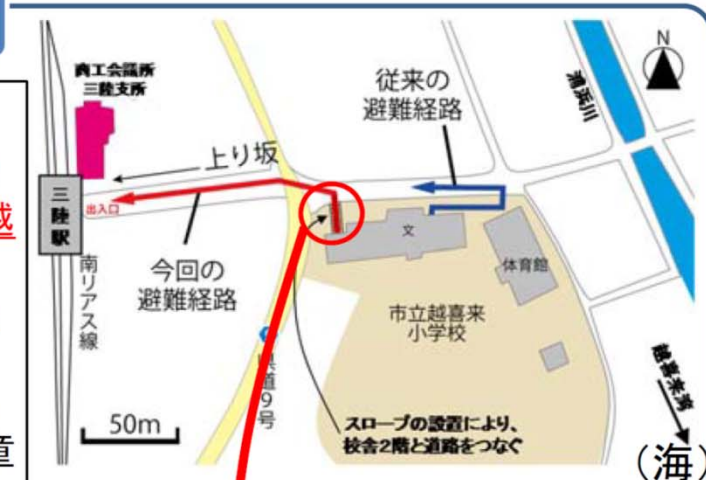 商工会議所
三陸支所
従来の
避難経路
浦浜川
N
上り坂
越
三陸駅
出入口
今回の
避難経路
南リアス線
文
体育館
市立越喜来
小学校
県道9号
越喜来湾
50m
スロープの設置により、
校舎2階と道路をつなぐ
童
(海)